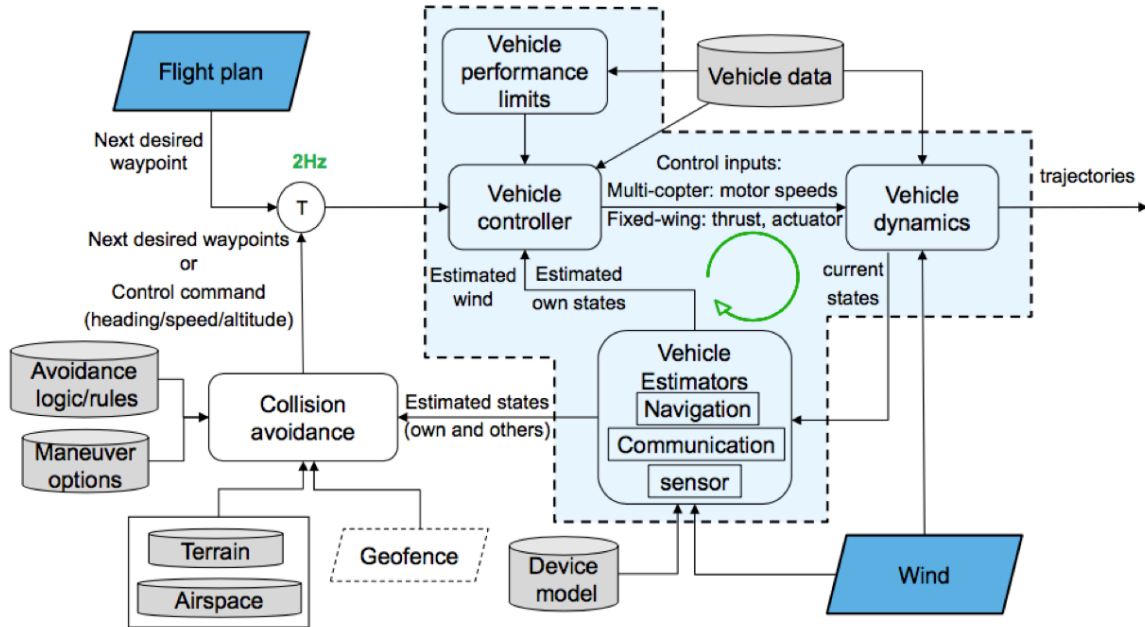 Flight plan
Vehicle
performance
limits
Vehicle data
Next desired
waypoint
2Hz
T
Vehicle
controller
Control inputs:
Multi-copter: motor speeds
Fixed-wing: thrust, actuator
Vehicle
dynamics
trajectories
Next desired waypoints
or
Control command
(heading/speed/altitude)
Estimated
wind
Estimated
own states
current
states
Avoidance
logic/rules
Maneuver
options
Collision
avoidance
Estimated states
(own and others)
Vehicle
Estimators
Navigation
Communication
sensor
Terrain
Airspace
Geofence
Device
model
Wind